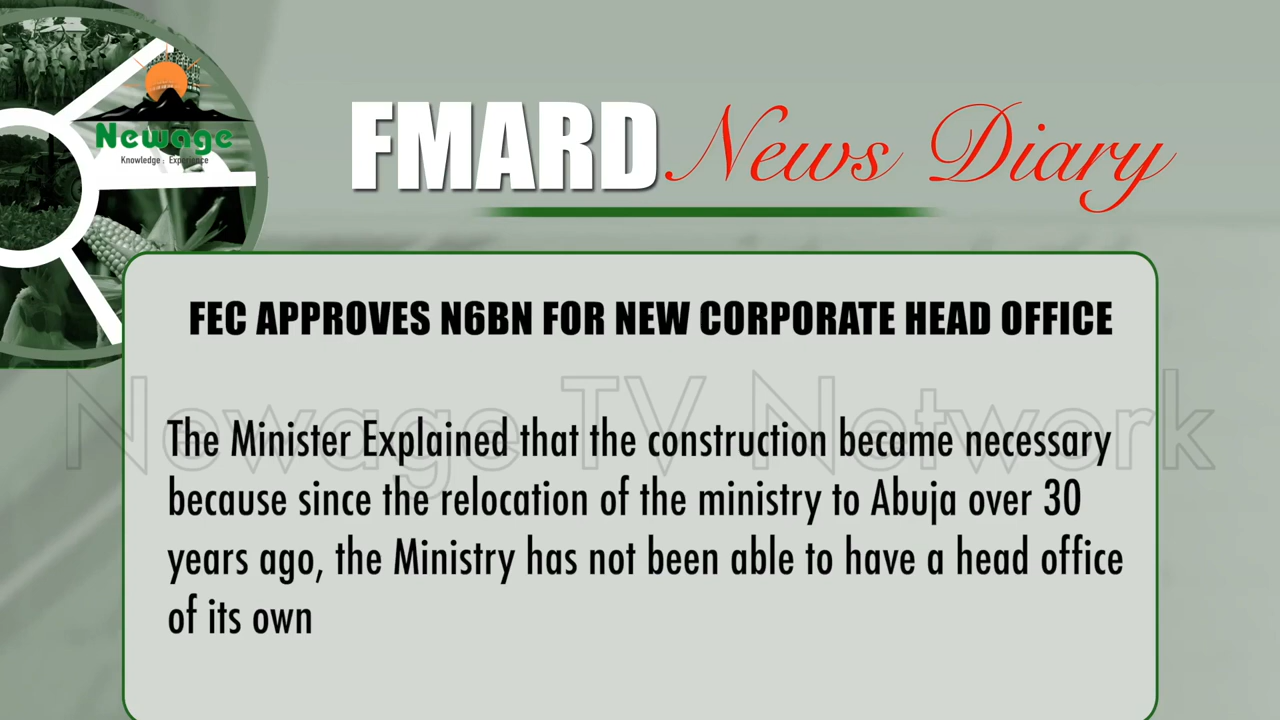 Newage
Knowledge : Experience
FMARD News Diary
FEC APPROVES N6BN FOR NEW CORPORATE HEAD OFFICE
Newage TV Network
The Minister Explained that the construction became necessary
because since the relocation of the ministry to Abuja over 30
years ago, the Ministry has not been able to have a head office
of its own